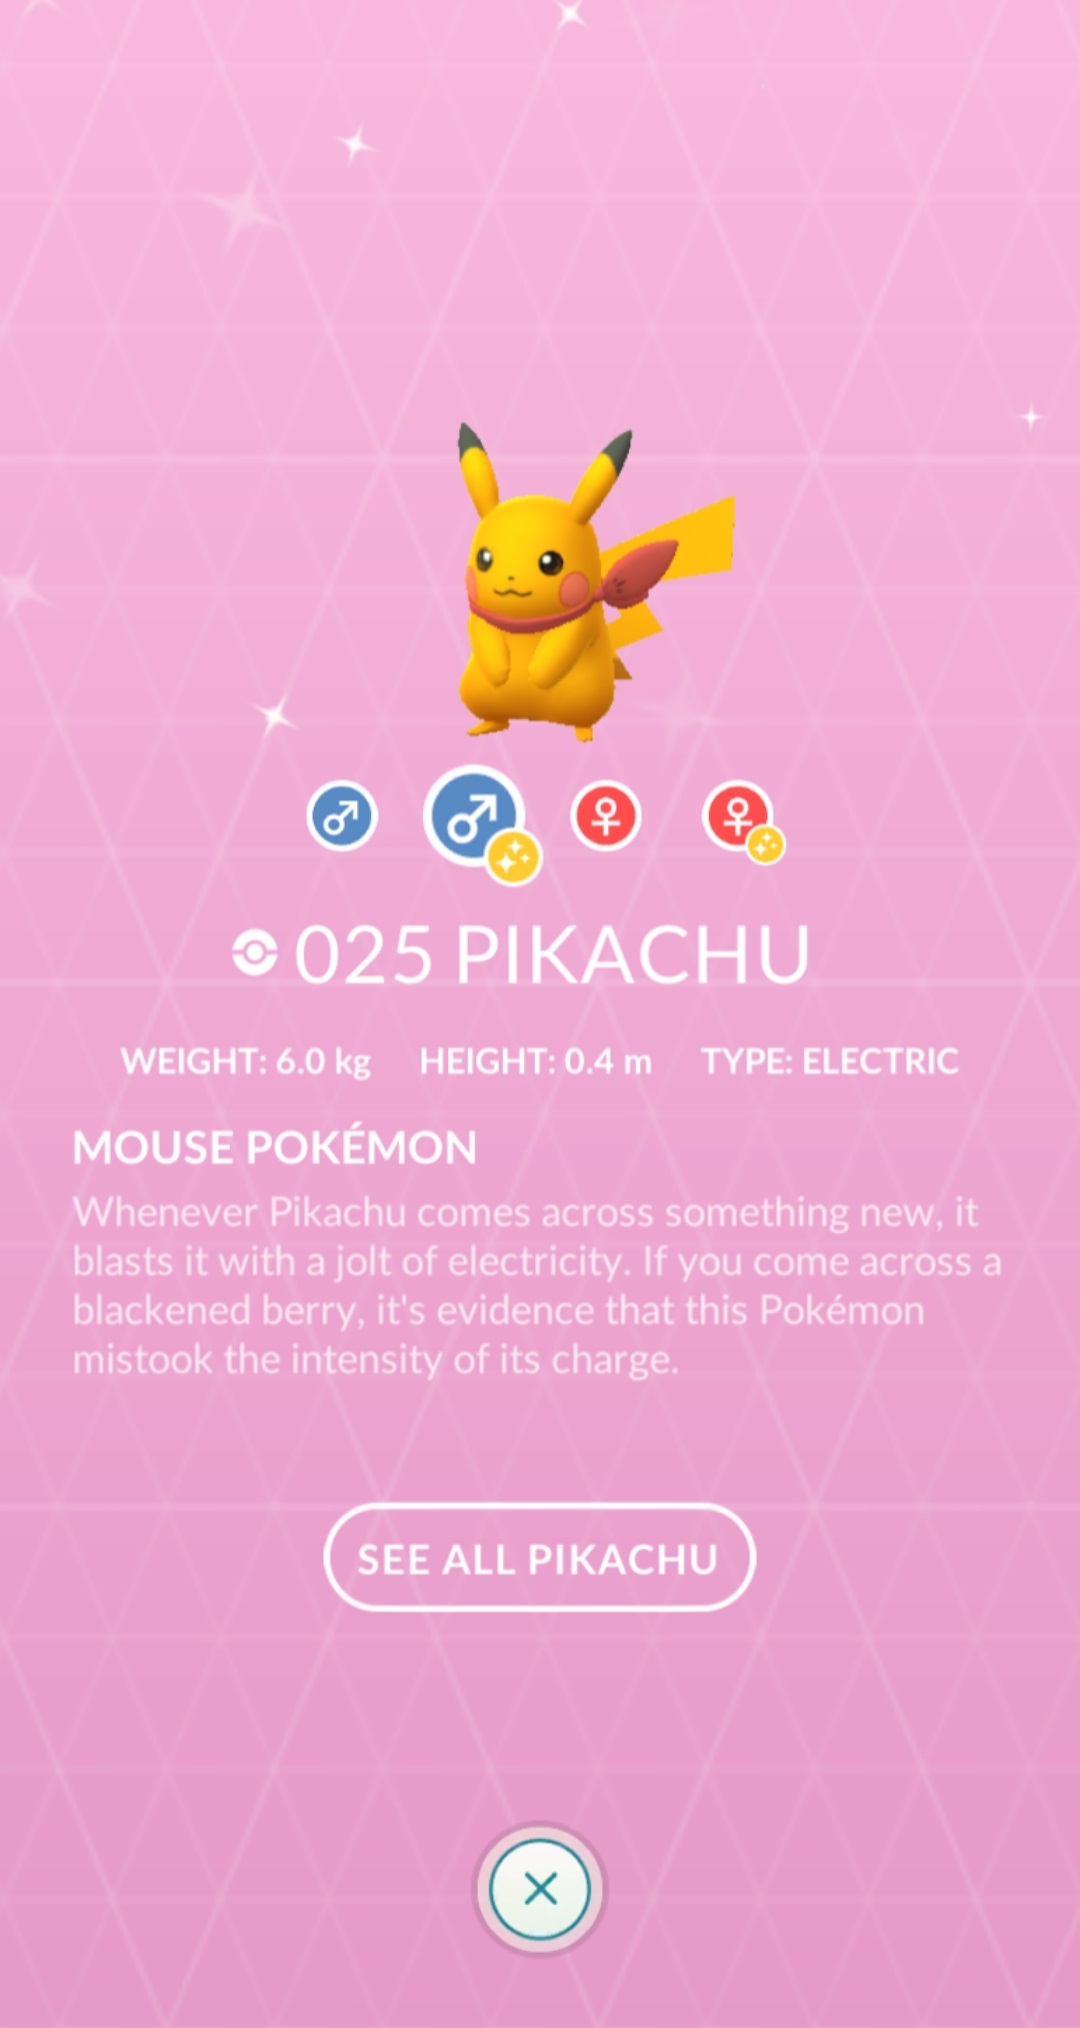 025 PIKACHU
WEIGHT: 6.0 kg HEIGHT: 0.4 m TYPE: ELECTRIC
MOUSE POKÉMON
Whenever Pikachu comes across something new, it
blasts it with a jolt of electricity. If you come across a
blackened berry, it's evidence that this Pokémon
mistook the intensity of its charge.
SEE ALL PIKACHU